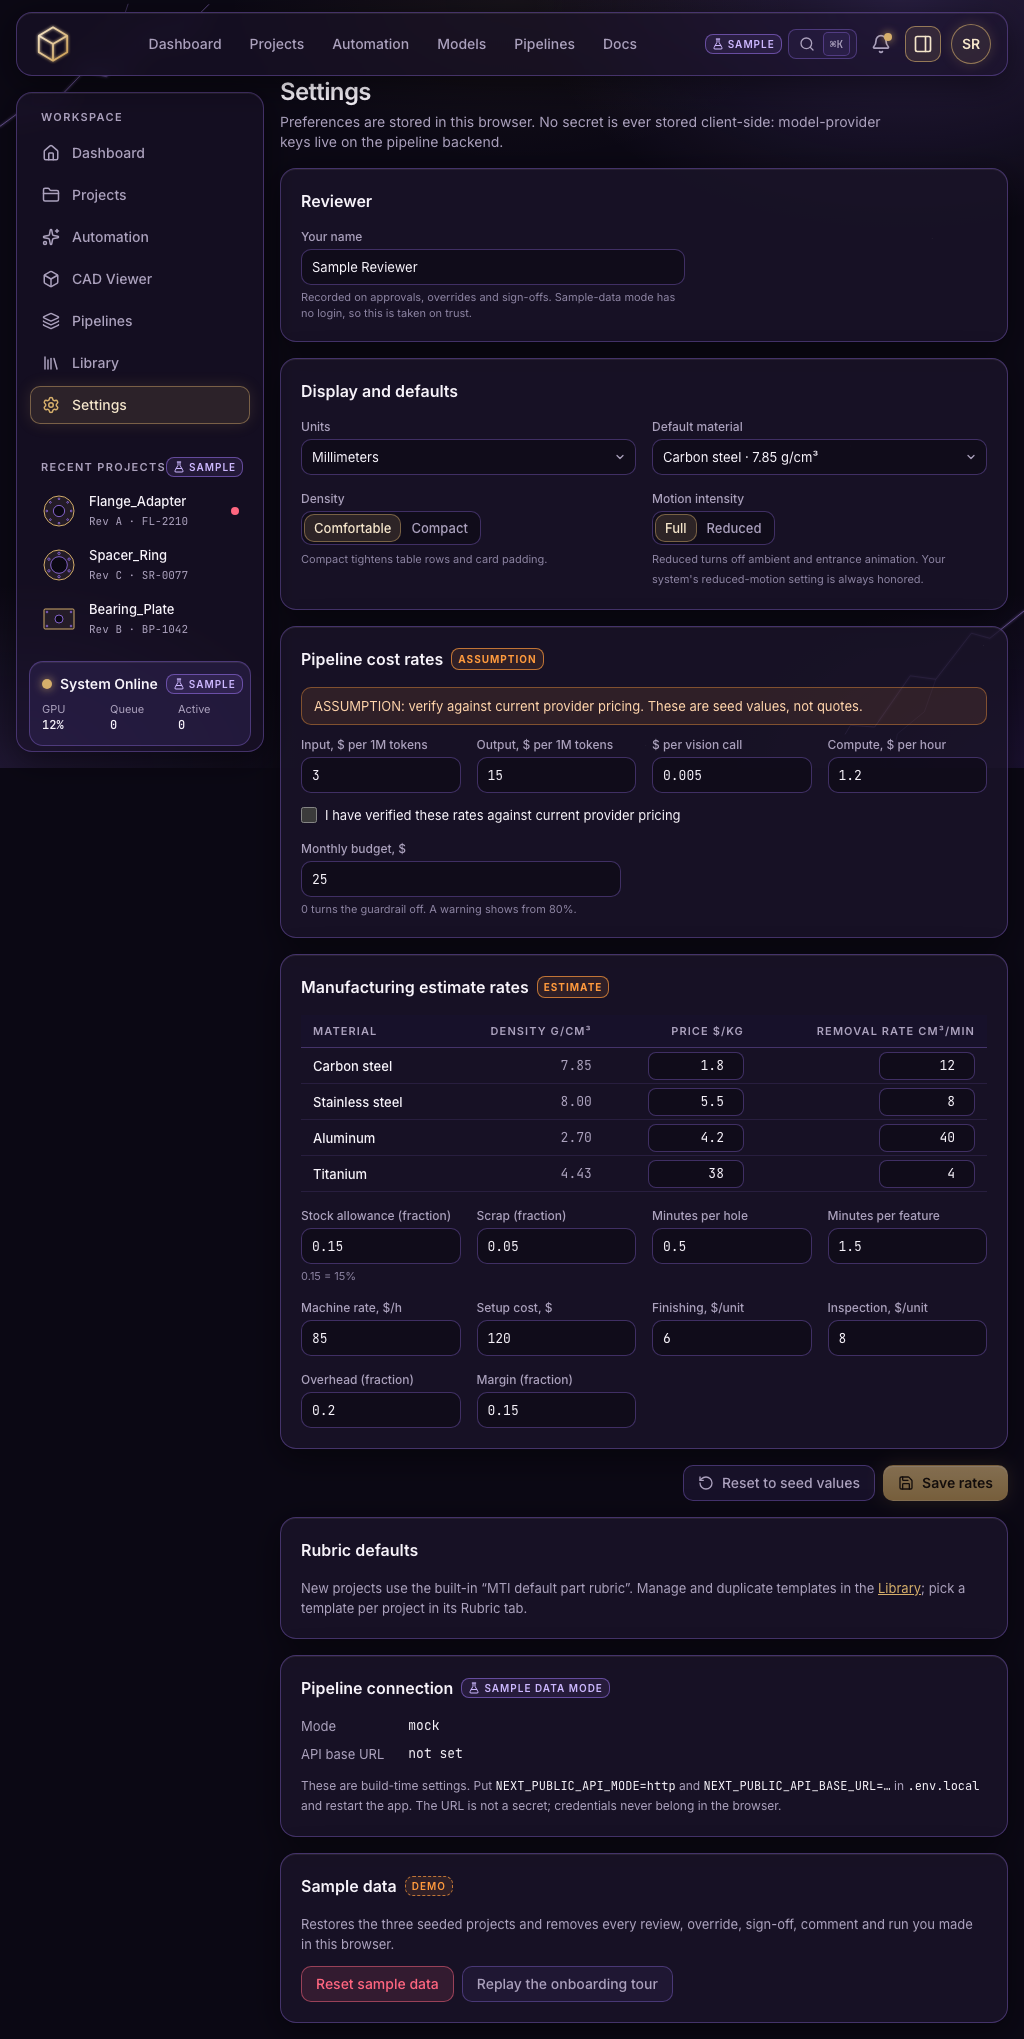 Dashboard Projects Automation Models Pipelines Docs SAMPLE ⌘K SR
WORKSPACE
Dashboard
Projects
Automation
CAD Viewer
Pipelines
Library
Settings
RECENT PROJECTS SAMPLE
Flange_Adapter
Rev A · FL-2210
Spacer_Ring
Rev C · SR-0077
Bearing_Plate
Rev B · BP-1042
System Online SAMPLE
GPU Queue Active
12% 0 0
Settings
Preferences are stored in this browser. No secret is ever stored client-side: model-provider
keys live on the pipeline backend.
Reviewer
Your name
Sample Reviewer
Recorded on approvals, overrides and sign-offs. Sample-data mode has
no login, so this is taken on trust.
Display and defaults
Units Default material
Millimeters Carbon steel · 7.85 g/cm³
Density Motion intensity
Comfortable Compact Full Reduced
Compact tightens table rows and card padding. Reduced turns off ambient and entrance animation. Your
system's reduced-motion setting is always honored.
Pipeline cost rates ASSUMPTION
ASSUMPTION: verify against current provider pricing. These are seed values, not quotes.
Input, $ per 1M tokens Output, $ per 1M tokens $ per vision call Compute, $ per hour
3 15 0.005 1.2
I have verified these rates against current provider pricing
Monthly budget, $
25
0 turns the guardrail off. A warning shows from 80%.
Manufacturing estimate rates ESTIMATE
MATERIAL DENSITY G/CM³ PRICE $/KG REMOVAL RATE CM³/MIN
Carbon steel 7.85 1.8 12
Stainless steel 8.00 5.5 8
Aluminum 2.70 4.2 40
Titanium 4.43 38 4
Stock allowance (fraction) Scrap (fraction) Minutes per hole Minutes per feature
0.15 0.05 0.5 1.5
0.15 = 15%
Machine rate, $/h Setup cost, $ Finishing, $/unit Inspection, $/unit
85 120 6 8
Overhead (fraction) Margin (fraction)
0.2 0.15
Reset to seed values Save rates
Rubric defaults
New projects use the built-in “MTI default part rubric”. Manage and duplicate templates in the Library; pick a
template per project in its Rubric tab.
Pipeline connection SAMPLE DATA MODE
Mode mock
API base URL not set
These are build-time settings. Put NEXT_PUBLIC_API_MODE=http and NEXT_PUBLIC_API_BASE_URL=… in .env.local
and restart the app. The URL is not a secret; credentials never belong in the browser.
Sample data DEMO
Restores the three seeded projects and removes every review, override, sign-off, comment and run you made
in this browser.
Reset sample data Replay the onboarding tour